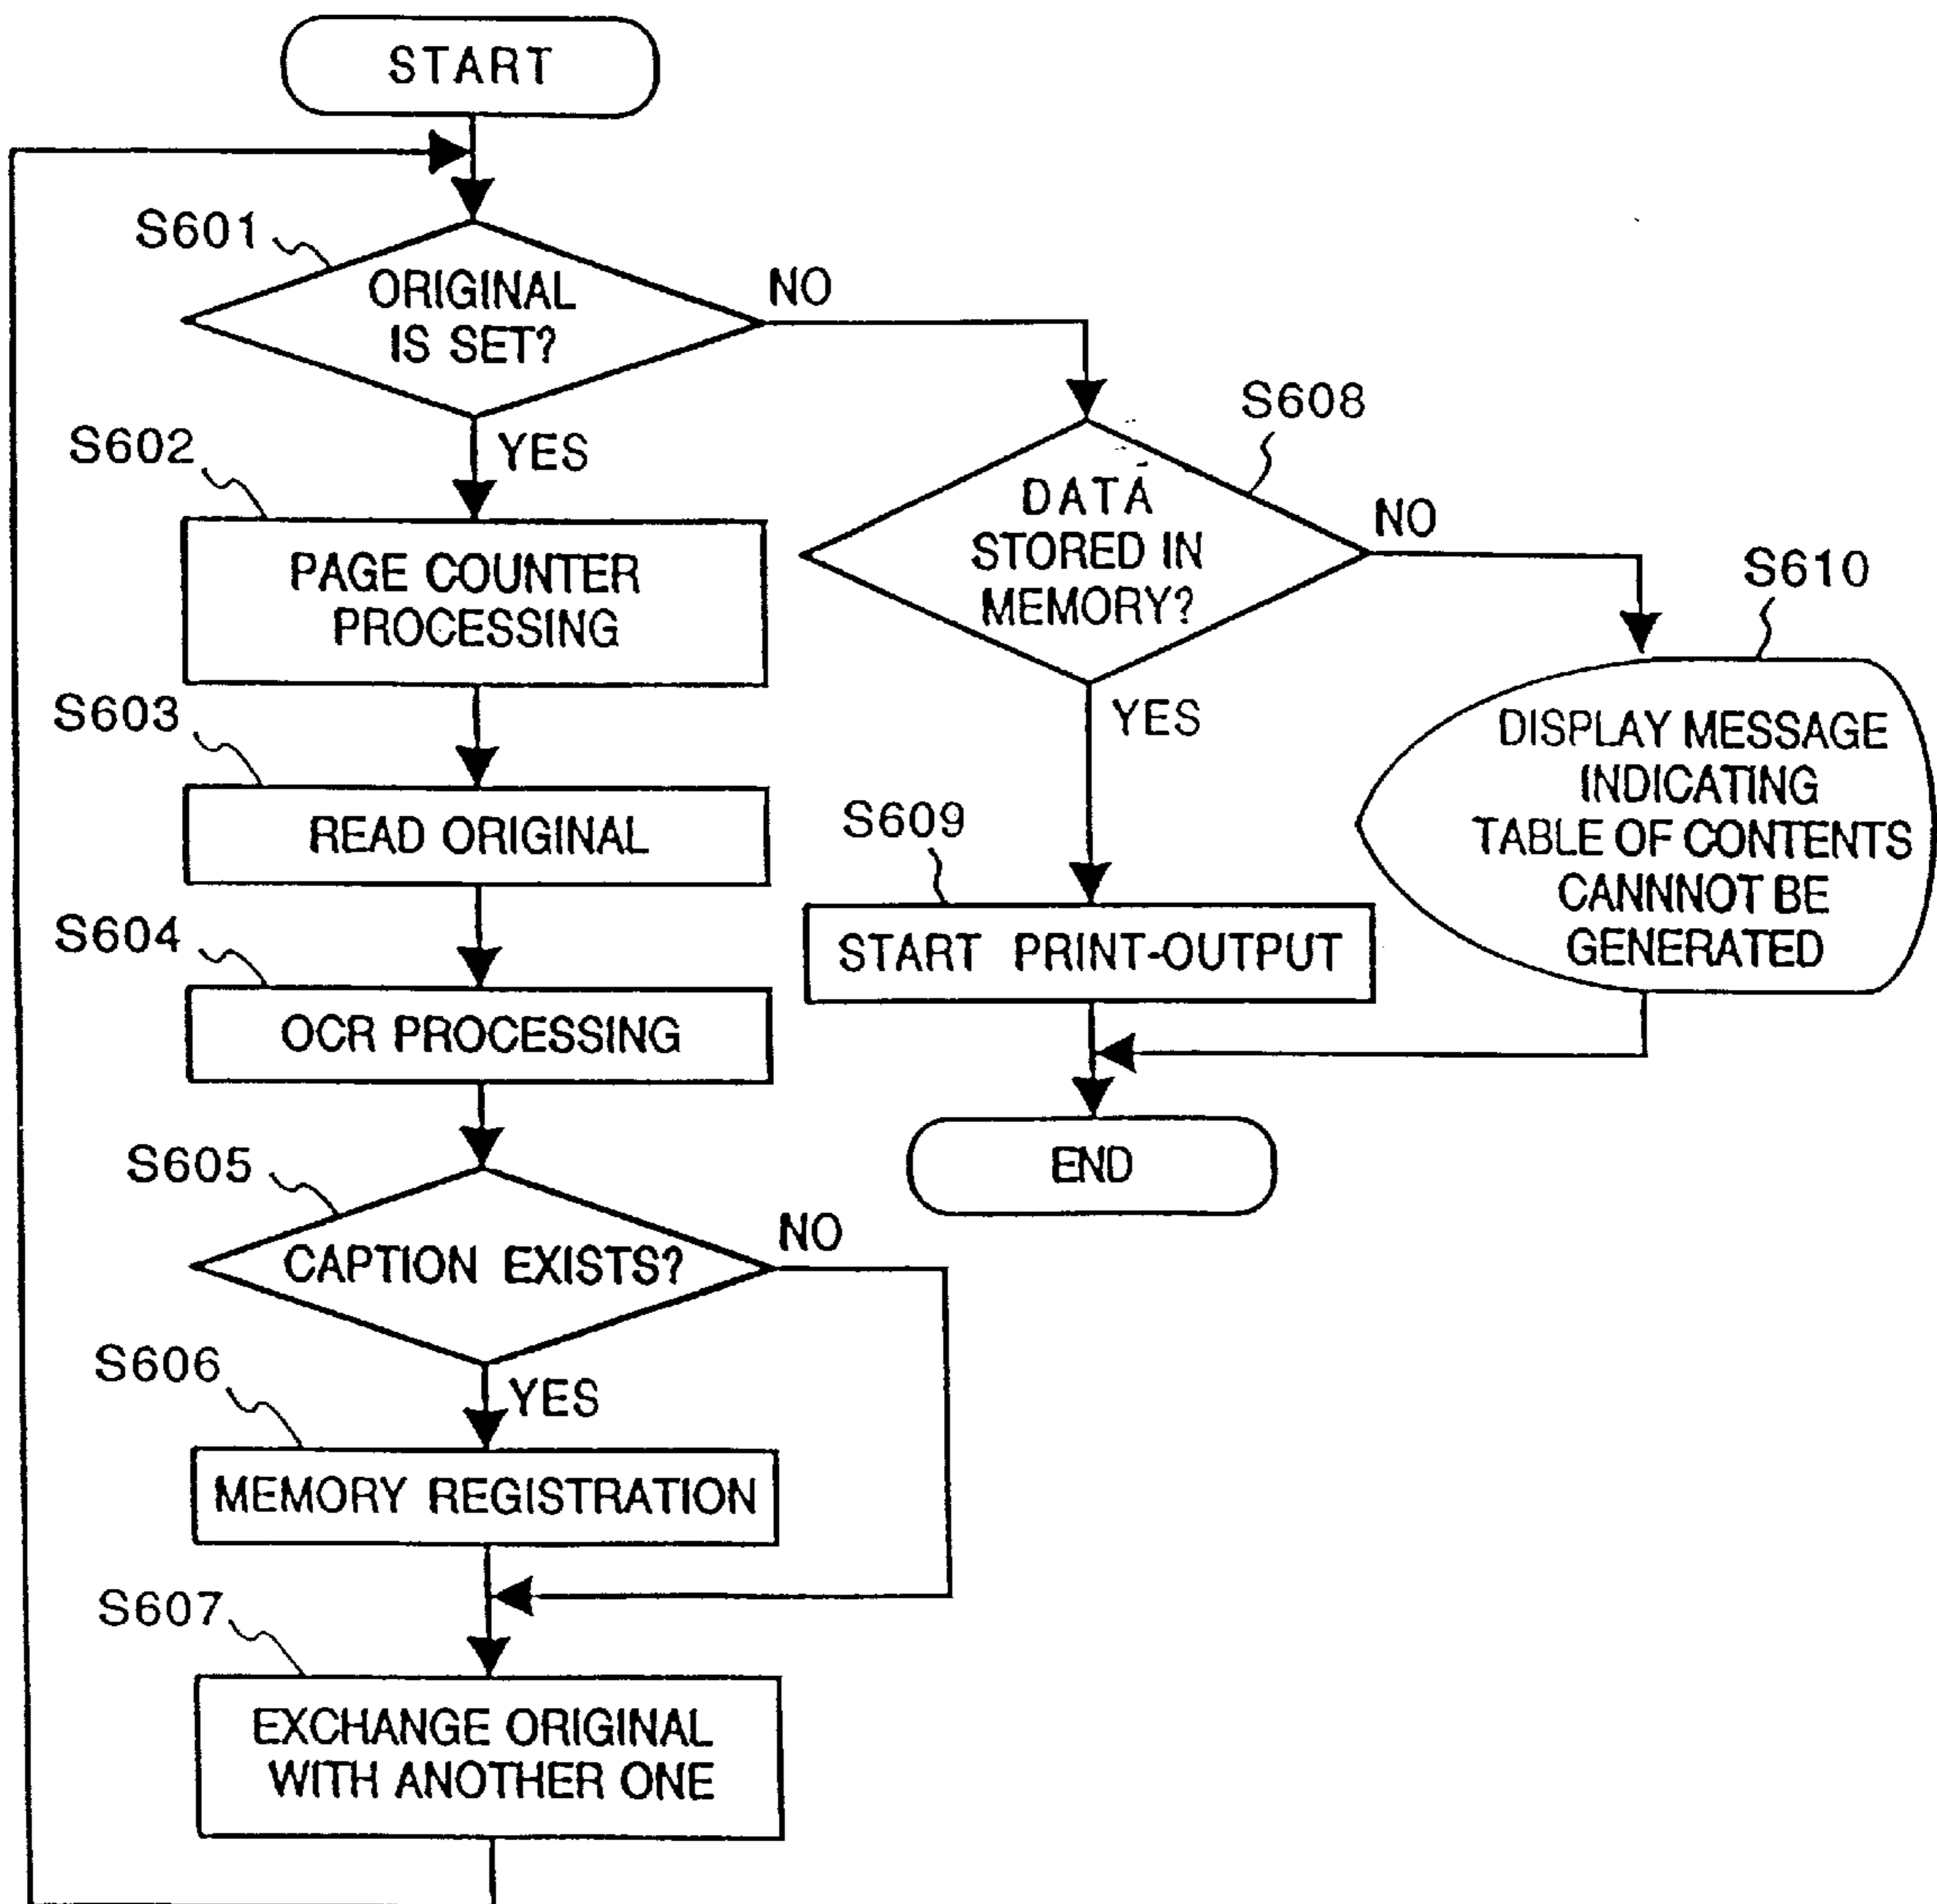 START
S601
ORIGINAL
IS SET?
NO
YES
S602
PAGE COUNTER
PROCESSING
S603
READ ORIGINAL
S604
OCR PROCESSING
S605
CAPTION EXISTS?
NO
YES
S606
MEMORY REGISTRATION
S607
EXCHANGE ORIGINAL
WITH ANOTHER ONE
S608
DATA
STORED IN
MEMORY?
NO
YES
S609
START PRINT-OUTPUT
S610
DISPLAY MESSAGE
INDICATING
TABLE OF CONTENTS
CANNNOT BE
GENERATED
END